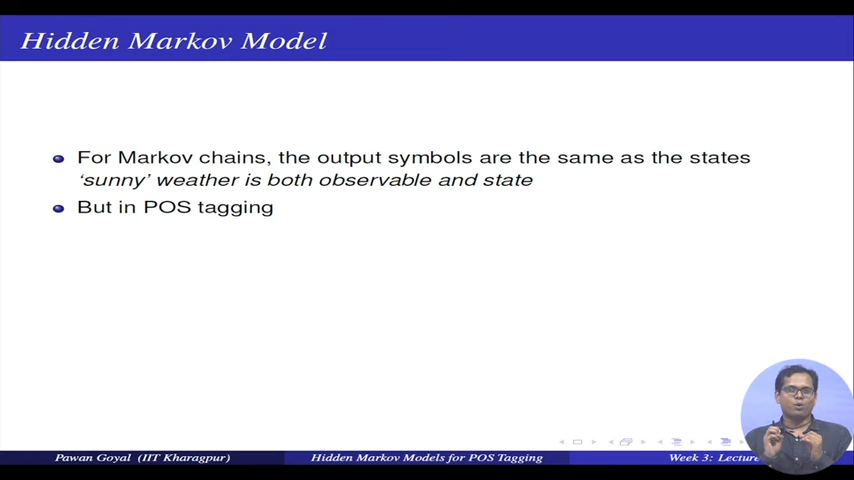 Hidden Markov Model
For Markov chains, the output symbols are the same as the states
‘sunny’ weather is both observable and state
But in POS tagging
Pawan Goyal (IIT Kharagpur)
Hidden Markov Models for POS Tagging
Week 3: Lecture